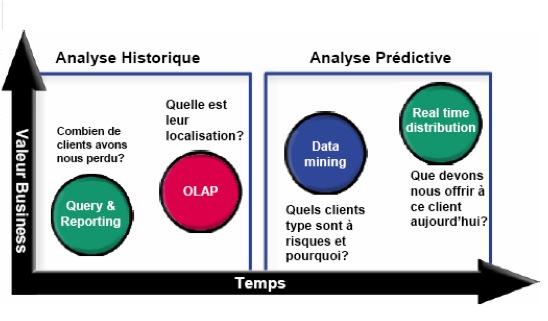 Analyse Historique
Analyse Prédictive
Valeur Business
Combien de
clients avons
nous perdu?
Query &
Reporting
Quelle est
leur
localisation?
OLAP
Data
mining
Quels clients
type sont à
risques et
pourquoi?
Real time
distribution
Que devons
nous offrir à
ce client
aujourd'hui?
Temps